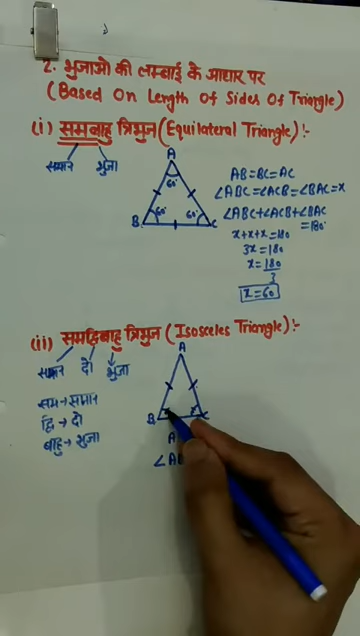 2. भुजाओ की लम्बाई के आधार पर
(Based On Length Of Sides Of Triangle)
(i) समबाहु त्रिभुज (Equilateral Triangle):-
समान भुजा
A
60°
B 60° 60° C
AB=BC=AC
∠ABC=∠ACB=∠BAC=x
∠ABC+∠ACB+∠BAC
=180°
x+x+x=180
3x=180
x=180
3
x=60
(ii) समद्विबाहु त्रिभुज (Isosceles Triangle):-
समान दो भुजा
सम→समान
द्वि→दो
बाहु→भुजा
A
B
A
∠AB